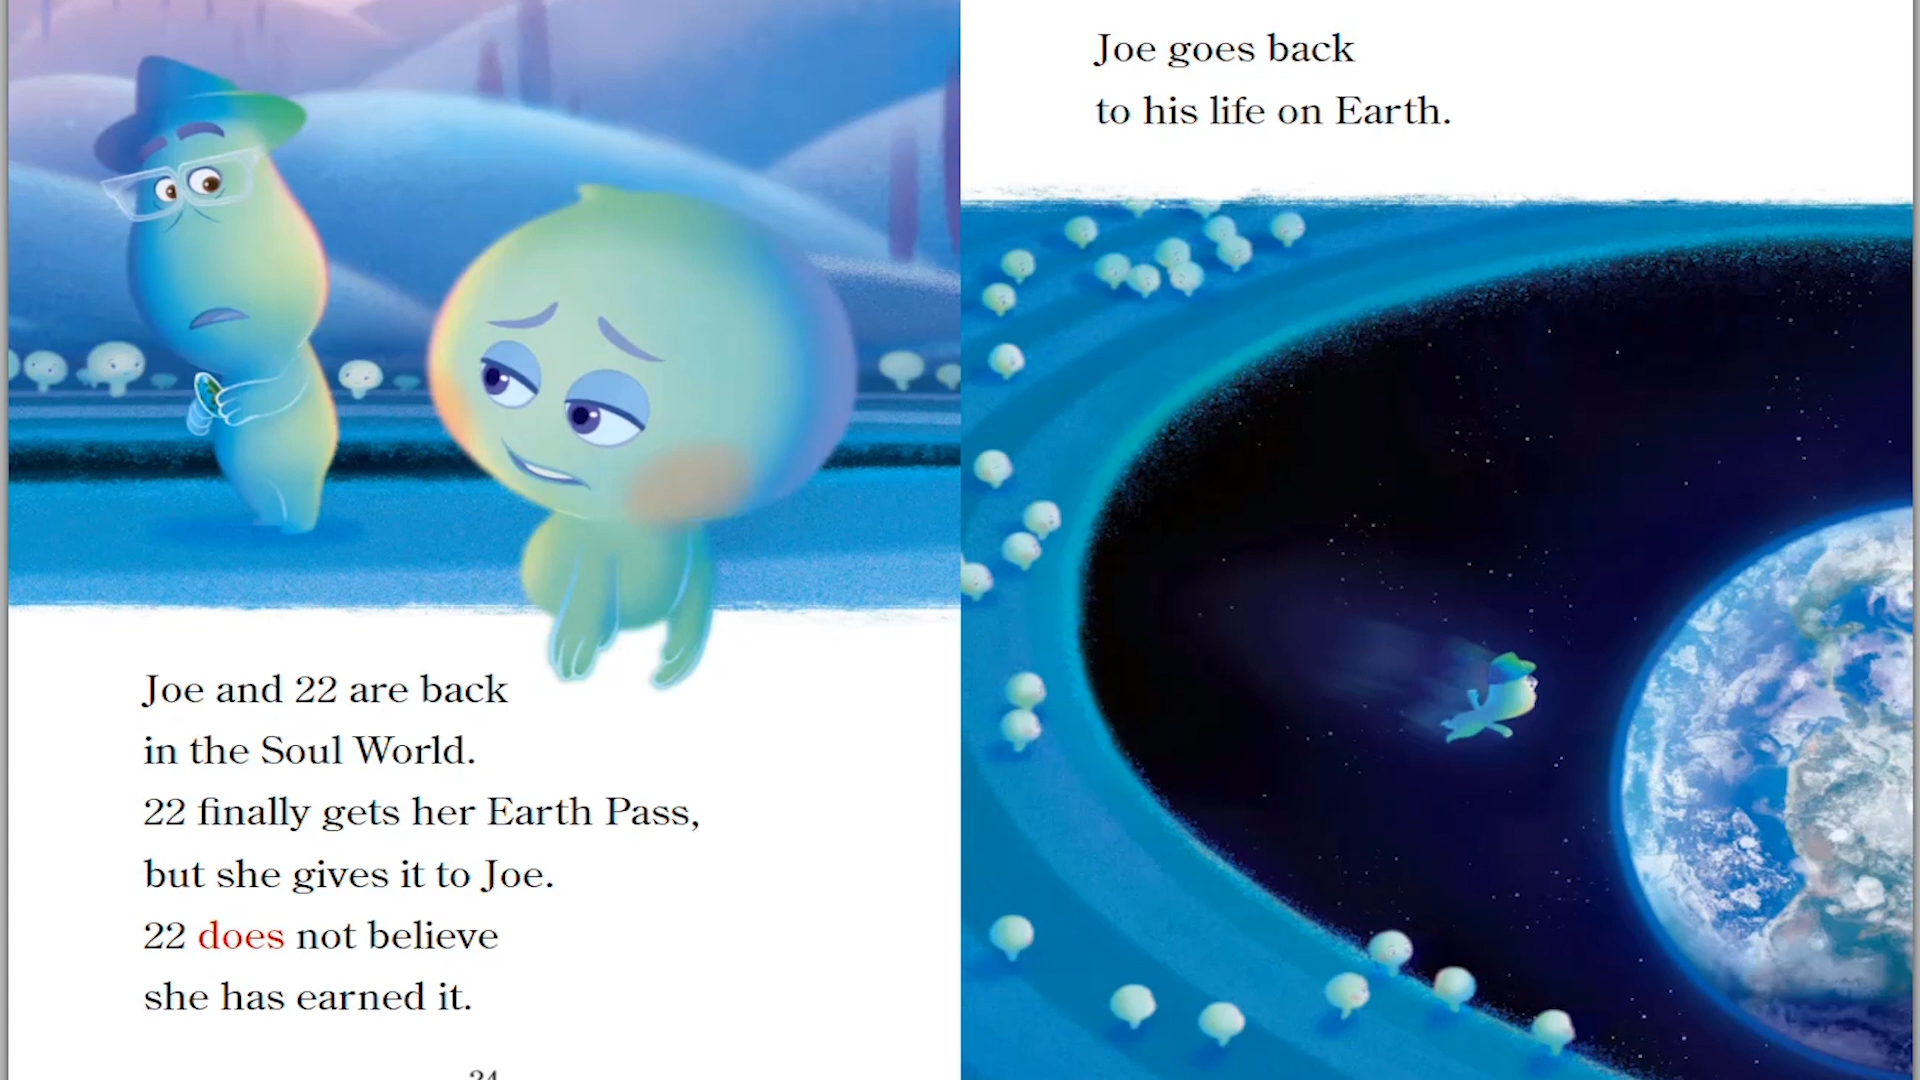 Joe and 22 are back
in the Soul World.
22 finally gets her Earth Pass,
but she gives it to Joe.
22 does not believe
she has earned it.
24
Joe goes back
to his life on Earth.